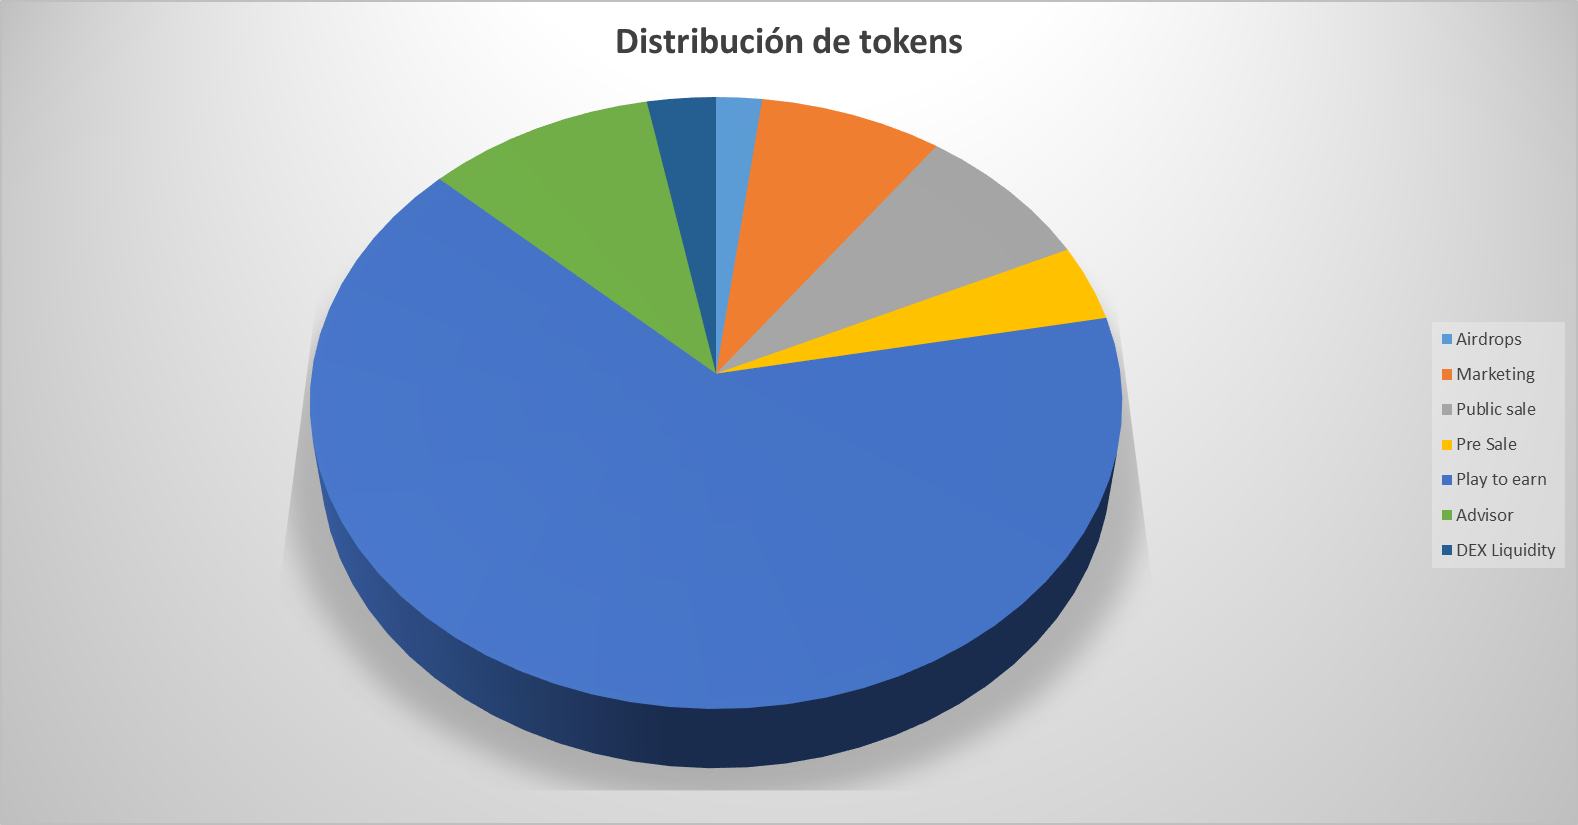 Distribución de tokens
Airdrops
Marketing
Public sale
Pre Sale
Play to earn
Advisor
DEX Liquidity